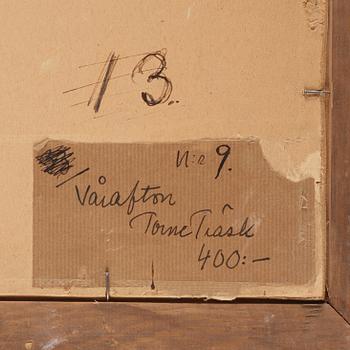 13.
N:o 9.
Vårafton
Torne Träsk
400:-